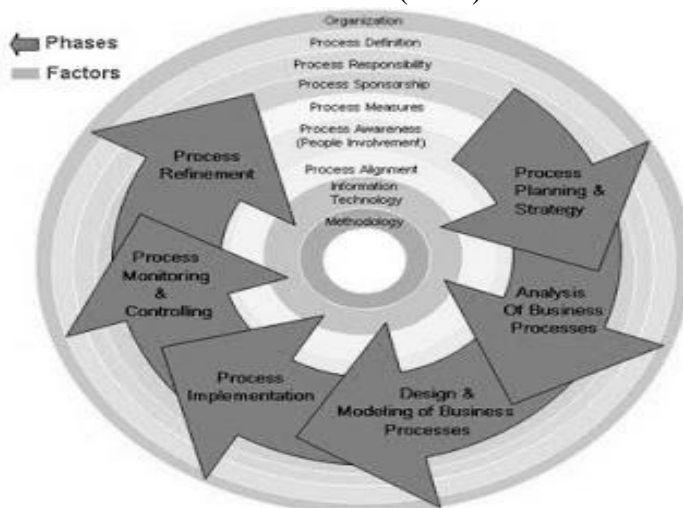 Phases
Factors
Organization
Process Definition
Process Responsibility
Process Sponsorship
Process Measures
Process Awareness
(People Involvement)
Process Alignment
Information
Technology
Methodology
Process
Planning &
Strategy
Analysis
Of Business
Processes
Design &
Modeling of Business
Processes
Process
Implementation
Process
Monitoring
&
Controlling
Process
Refinement